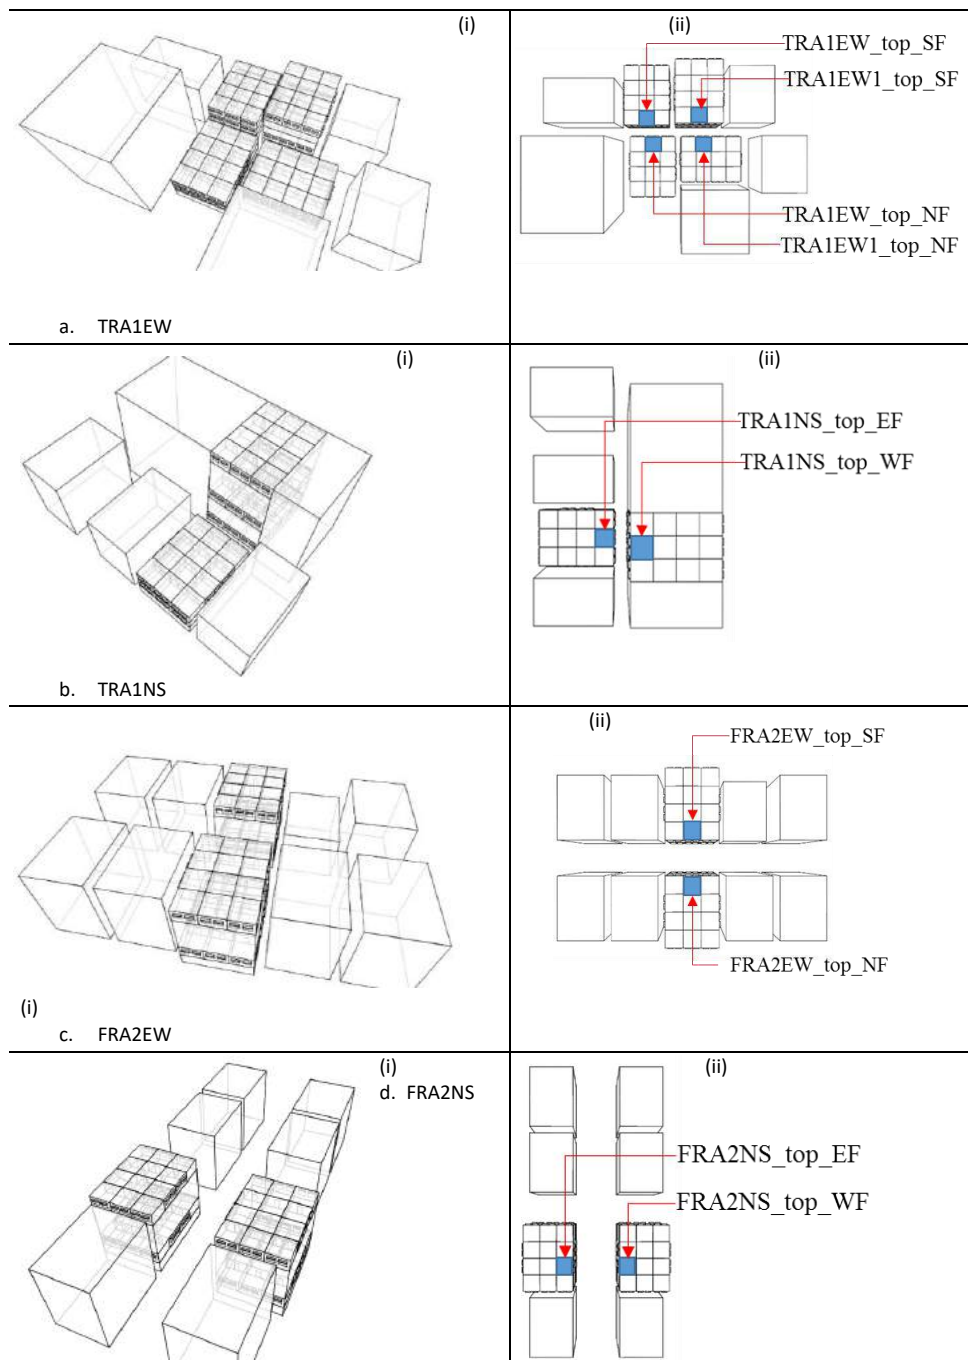 (i)
(ii)
TRA1EW_top_SF
TRA1EW1_top_SF
TRA1EW_top_NF
TRA1EW1_top_NF
a. TRA1EW
(i)
(ii)
TRA1NS_top_EF
TRA1NS_top_WF
b. TRA1NS
(ii)
FRA2EW_top_SF
FRA2EW_top_NF
(i)
c. FRA2EW
(i)
d. FRA2NS
(ii)
FRA2NS_top_EF
FRA2NS_top_WF